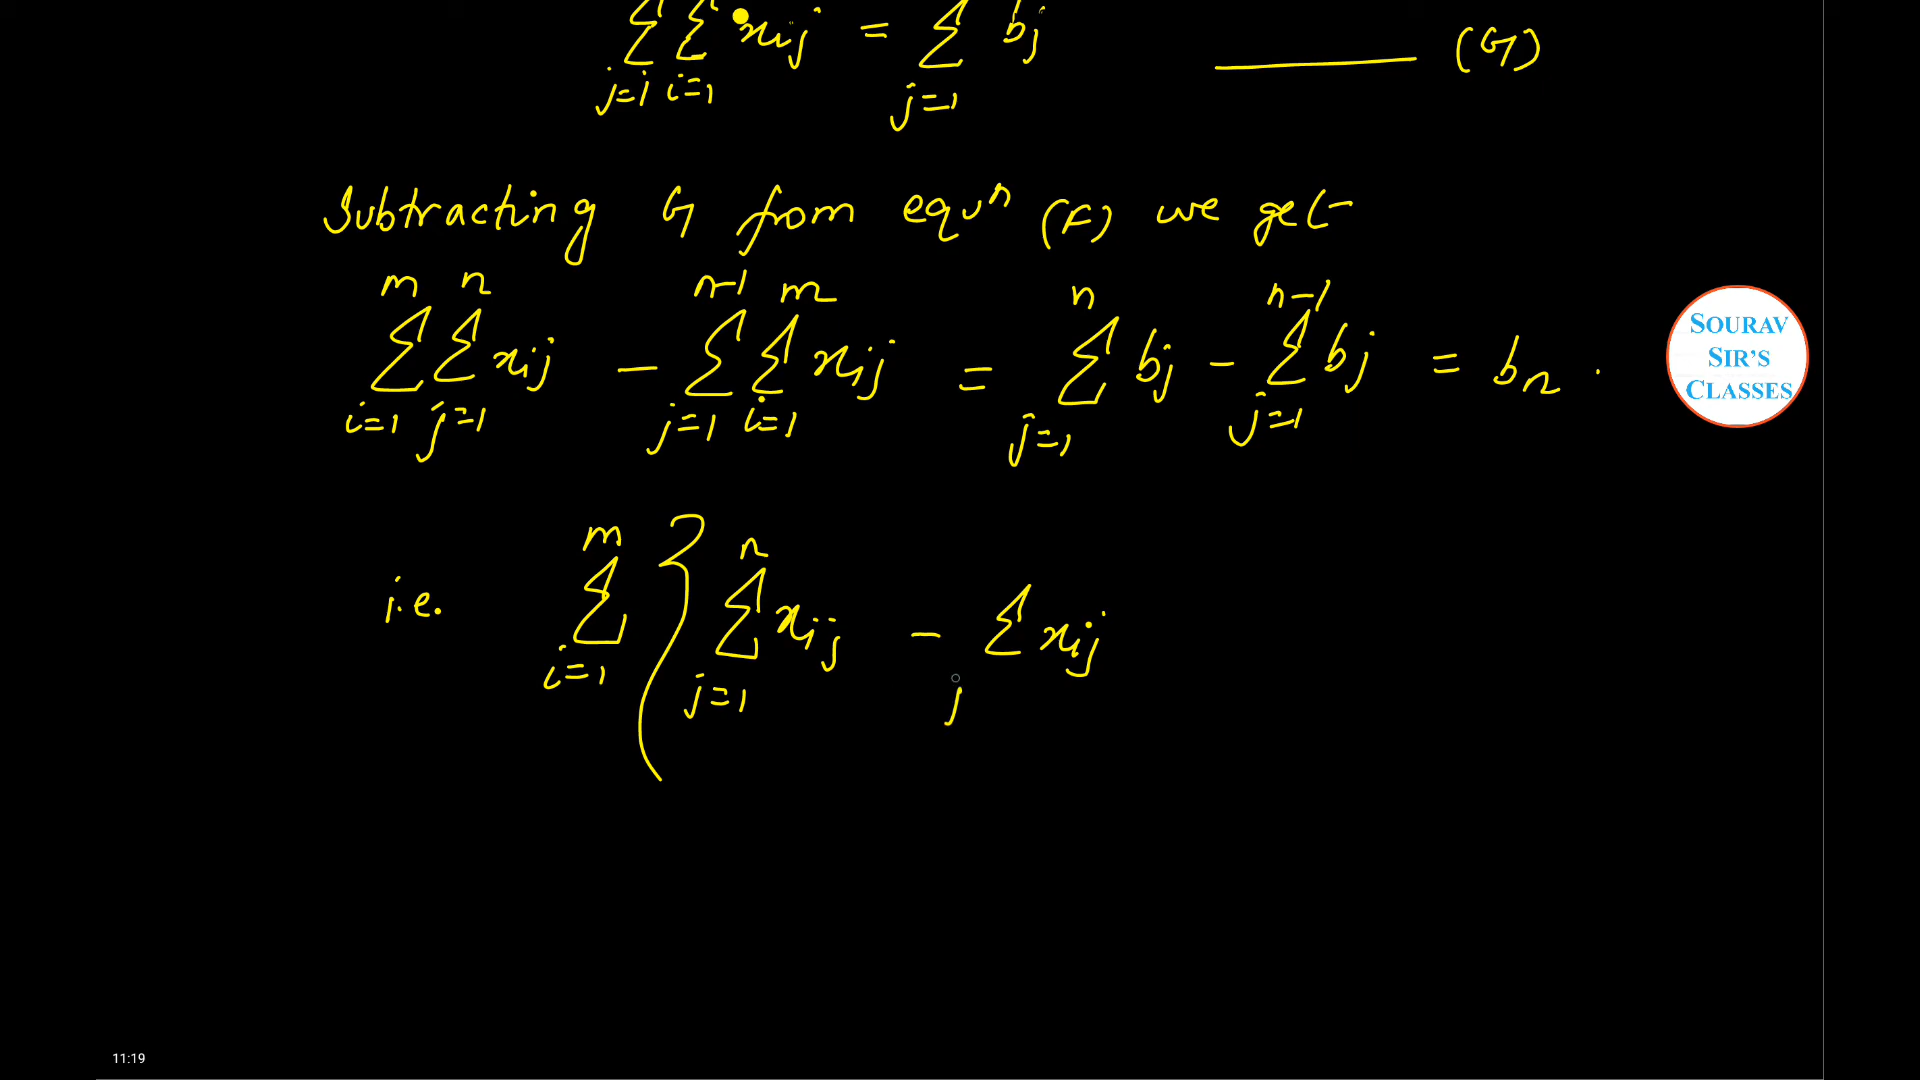 ∑ ∑ xij = ∑ bj ——— (G)
j=1 i=1 j=1
Subtracting G from equⁿ (F) we get
m n n-1 m n n-1
∑ ∑ xij - ∑ ∑ xij = ∑ bj - ∑ bj = bn .
i=1 j=1 j=1 i=1 j=1 j=1
SOURAV
SIR'S
CLASSES
m n
i.e. ∑ { ∑ xij - ∑ xij
i=1 j=1 j
11:19